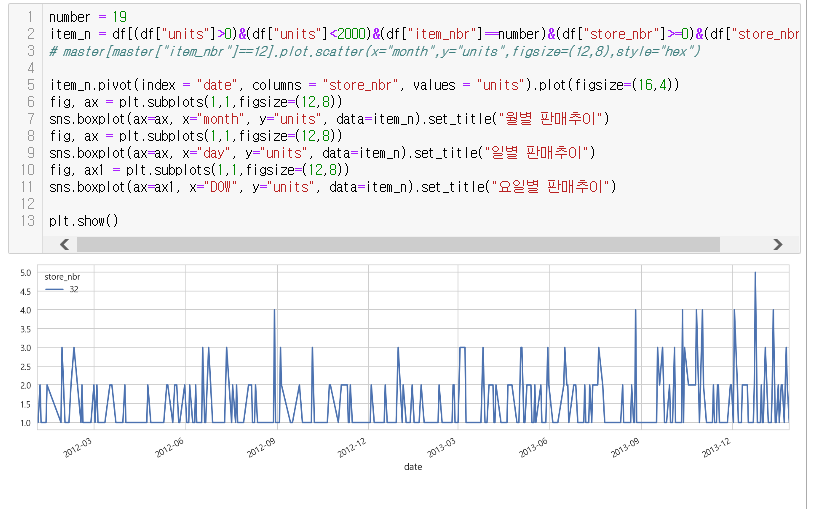 1 number = 19
2 item_n = df[(df["units"]>0)&(df["units"]<2000)&(df["item_nbr"]==number)&(df["store_nbr"]>=0)&(df["store_nbr
3 # master[master["item_nbr"]==12].plot.scatter(x="month",y="units",figsize=(12,8),style="hex")
4
5 item_n.pivot(index = "date", columns = "store_nbr", values = "units").plot(figsize=(16,4))
6 fig, ax = plt.subplots(1,1,figsize=(12,8))
7 sns.boxplot(ax=ax, x="month", y="units", data=item_n).set_title("월별 판매추이")
8 fig, ax = plt.subplots(1,1,figsize=(12,8))
9 sns.boxplot(ax=ax, x="day", y="units", data=item_n).set_title("일별 판매추이")
10 fig, ax1 = plt.subplots(1,1,figsize=(12,8))
11 sns.boxplot(ax=ax1, x="DOW", y="units", data=item_n).set_title("요일별 판매추이")
12
13 plt.show()
5.0
store_nbr
32
4.5
4.0
3.5
3.0
2.5
2.0
1.5
1.0
2012-03 2012-06 2012-09 2012-12 2013-03 2013-06 2013-09 2013-12
date